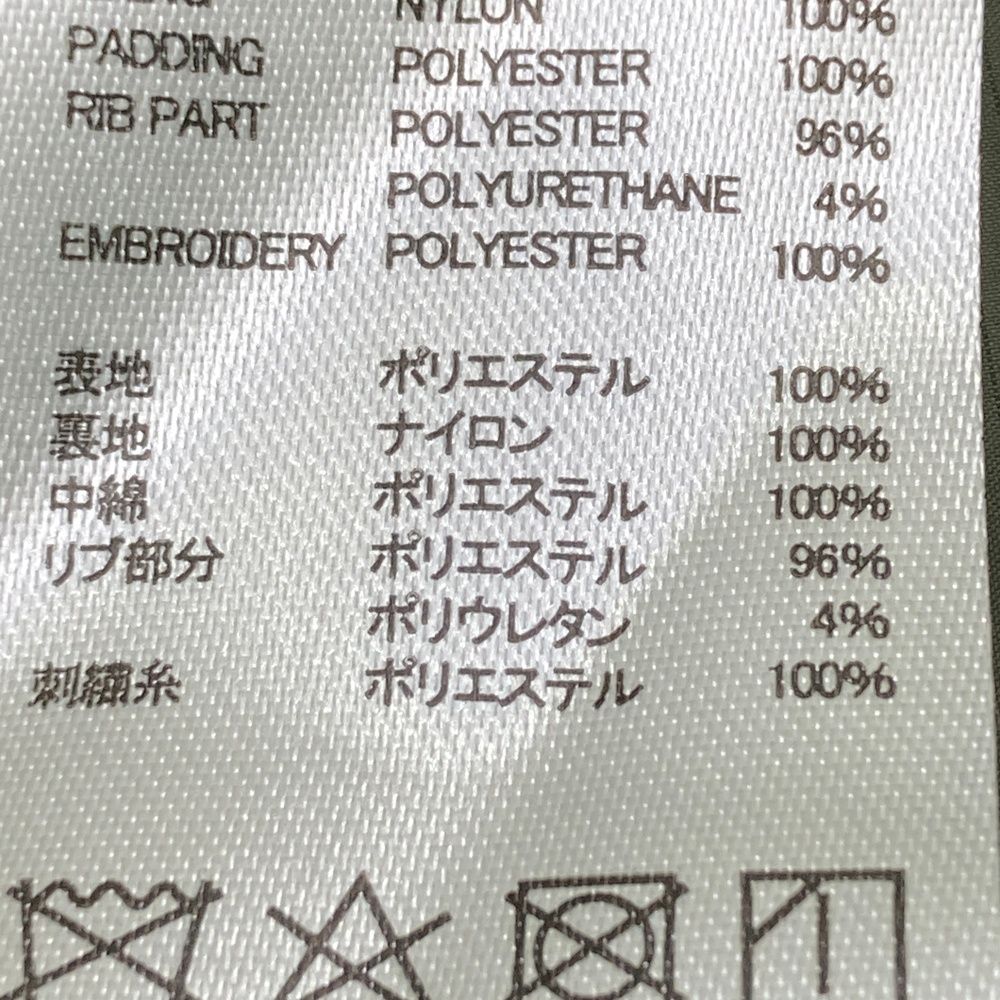 NYLON 100%
PADDING POLYESTER 100%
RIB PART POLYESTER 96%
POLYURETHANE 4%
EMBROIDERY POLYESTER 100%
表地 ポリエステル 100%
裏地 ナイロン 100%
中綿 ポリエステル 100%
リブ部分 ポリエステル 96%
ポリウレタン 4%
刺繍糸 ポリエステル 100%